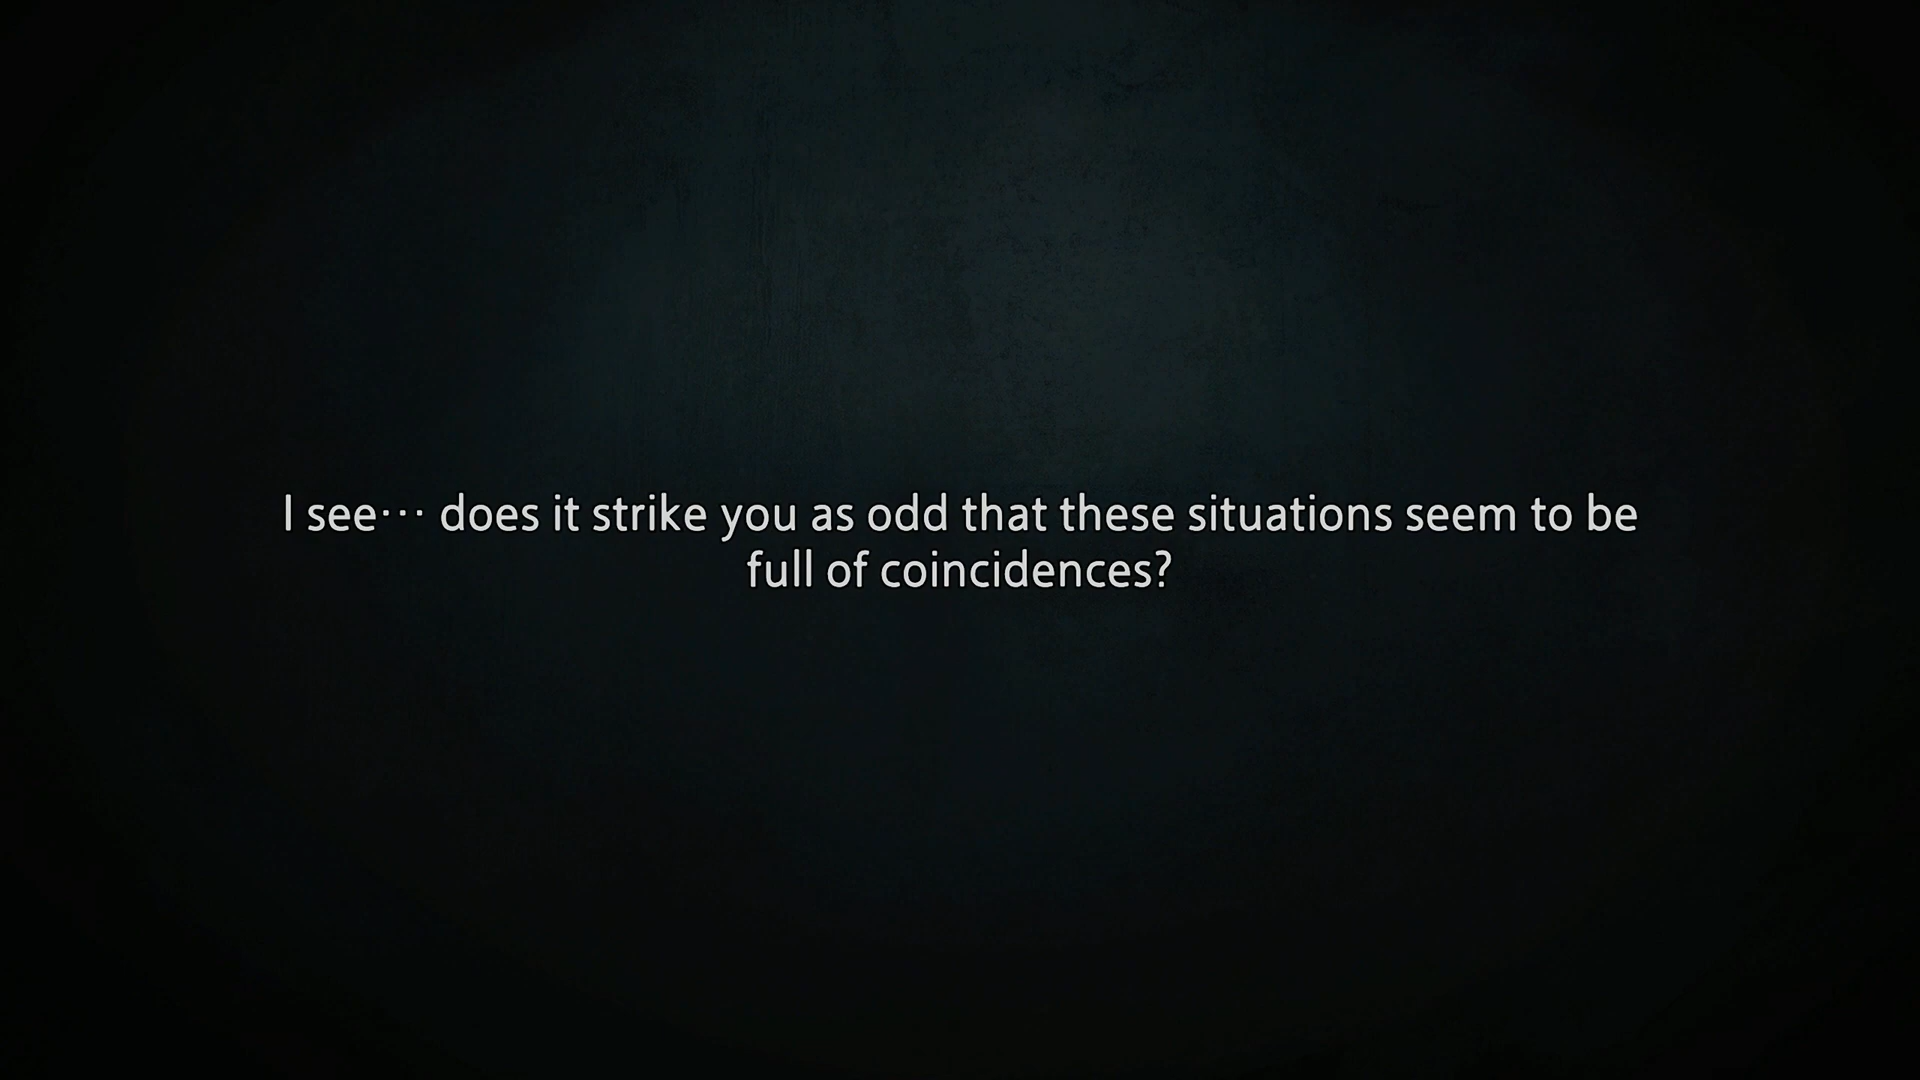 I see··· does it strike you as odd that these situations seem to be
full of coincidences?